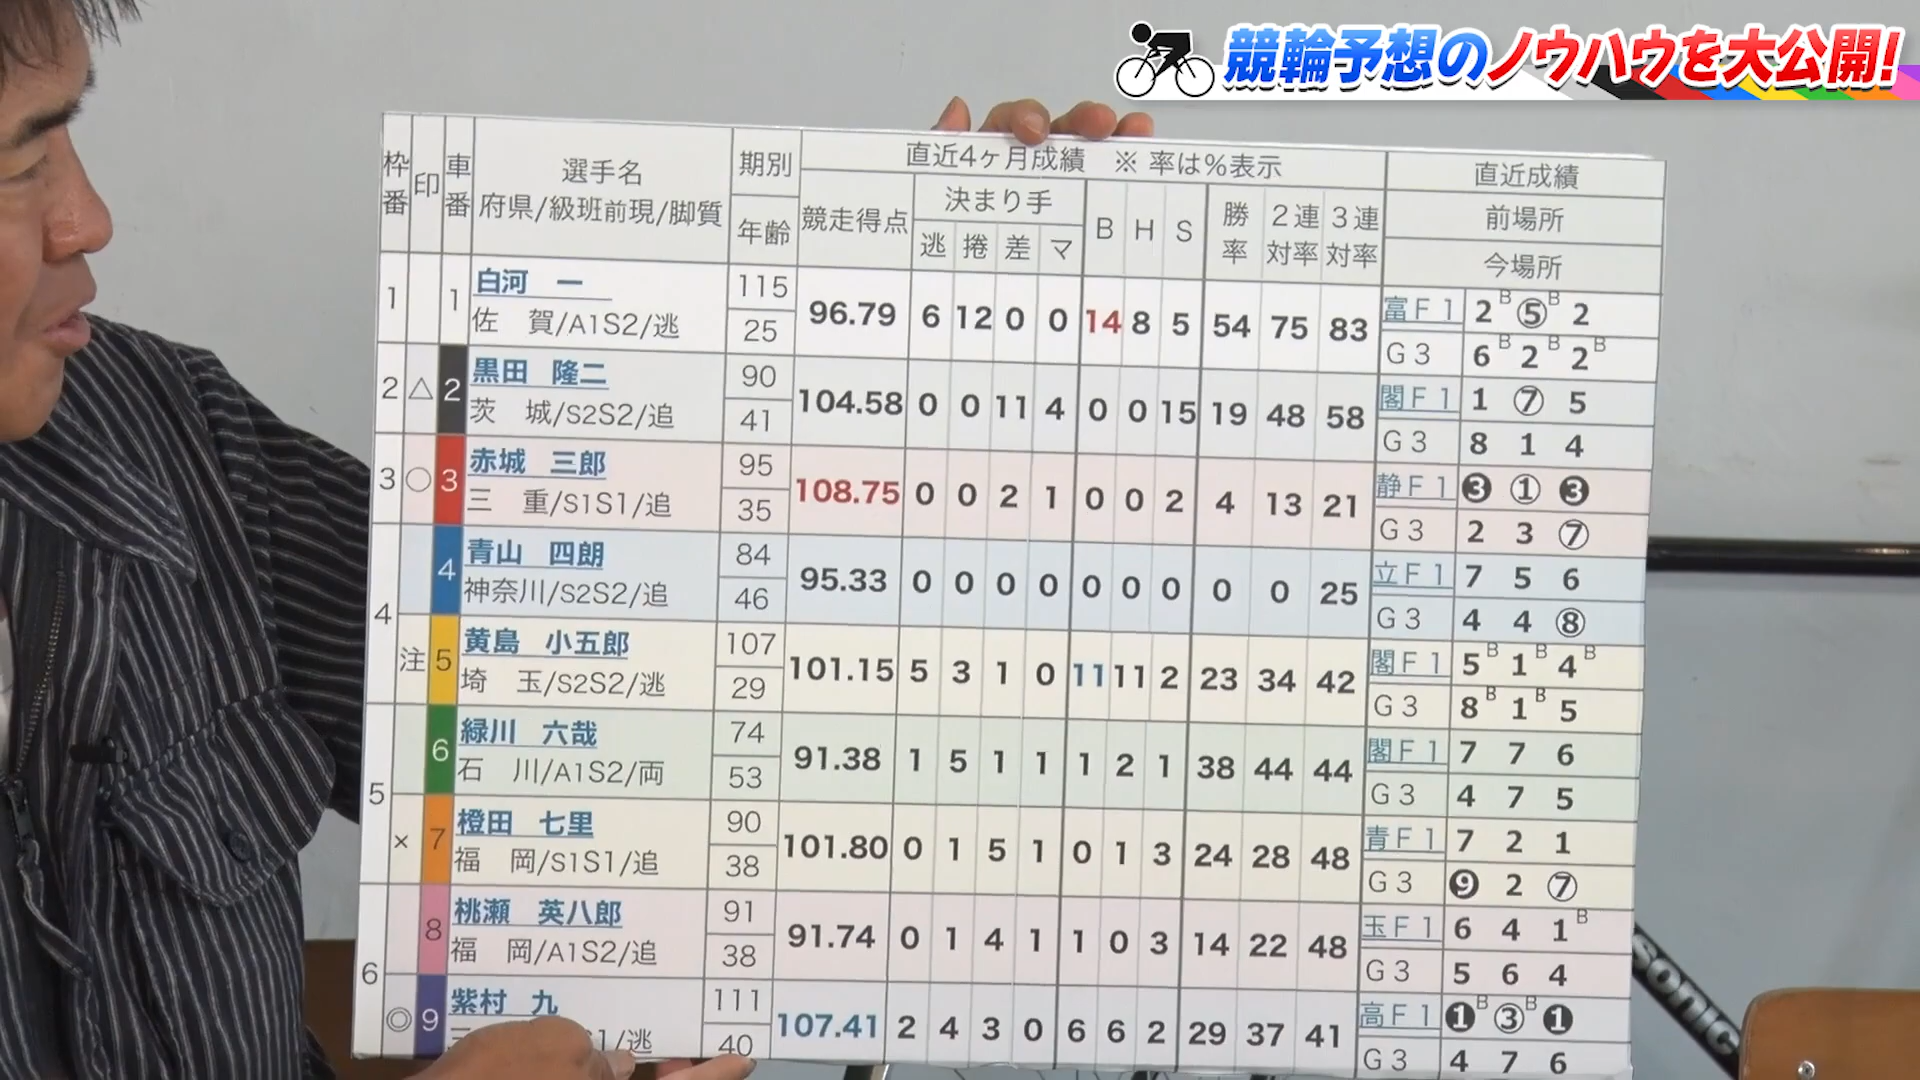 競輪予想のノウハウを大公開!
枠番 印 車番 選手名 府県/級班前現/脚質 期別 年齢 直近4ヶ月成績 ※ 率は%表示 直近成績
競走得点 決まり手 B H S 勝率 2連対率 3連対率 前場所
逃 捲 差 マ 今場所
1 1 白河 一 115 96.79 6 12 0 0 14 8 5 54 75 83 富F1 2B ⑤B 2
佐 賀/A1S2/逃 25 G3 6B 2B 2B
2 △ 2 黒田 隆二 90 104.58 0 0 11 4 0 0 15 19 48 58 閣F1 1 ⑦ 5
茨 城/S2S2/追 41 G3 8 1 4
3 ○ 3 赤城 三郎 95 108.75 0 0 2 1 0 0 2 4 13 21 静F1 ❸ ① ❸
三 重/S1S1/追 35 G3 2 3 ⑦
4 4 青山 四朗 84 95.33 0 0 0 0 0 0 0 0 0 25 立F1 7 5 6
神奈川/S2S2/追 46 G3 4 4 ⑧
注 5 黄島 小五郎 107 101.15 5 3 1 0 11 11 2 23 34 42 閣F1 5B 1B 4B
埼 玉/S2S2/逃 29 G3 8B 1B 5
5 6 緑川 六哉 74 91.38 1 5 1 1 1 2 1 38 44 44 閣F1 7 7 6
石 川/A1S2/両 53 G3 4 7 5
× 7 橙田 七里 90 101.80 0 1 5 1 0 1 3 24 28 48 青F1 7 2 1
福 岡/S1S1/追 38 G3 ❾ 2 ⑦
6 8 桃瀬 英八郎 91 91.74 0 1 4 1 1 0 3 14 22 48 玉F1 6 4 1B
福 岡/A1S2/追 38 G3 5 6 4
◎ 9 紫村 九 111 107.41 2 4 3 0 6 6 2 29 37 41 高F1 ❶B ③B ❶
1/逃 40 G3 4 7 6
sonic